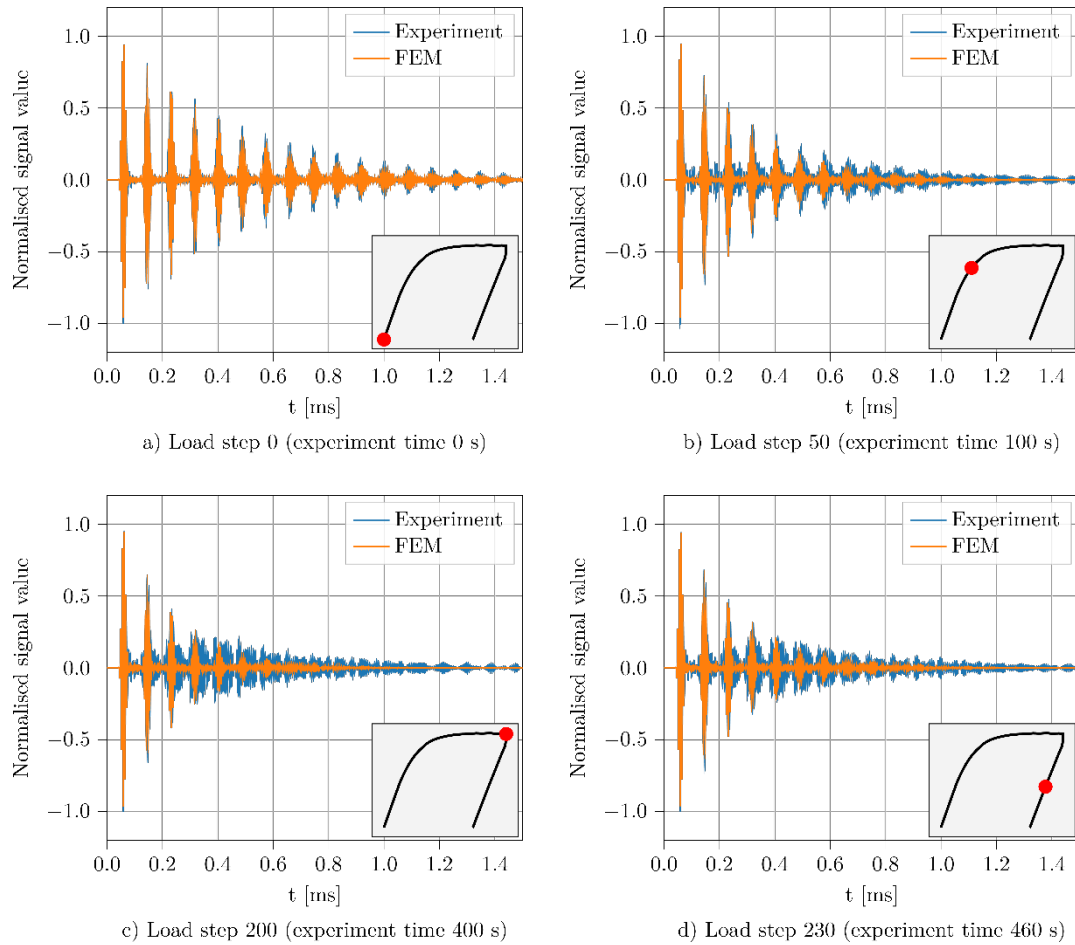 Normalised signal value
1.0
0.5
0.0
−0.5
−1.0
Experiment
FEM
0.0 0.2 0.4 0.6 0.8 1.0 1.2 1.4
t [ms]
a) Load step 0 (experiment time 0 s)
Normalised signal value
1.0
0.5
0.0
−0.5
−1.0
Experiment
FEM
0.0 0.2 0.4 0.6 0.8 1.0 1.2 1.4
t [ms]
b) Load step 50 (experiment time 100 s)
Normalised signal value
1.0
0.5
0.0
−0.5
−1.0
Experiment
FEM
0.0 0.2 0.4 0.6 0.8 1.0 1.2 1.4
t [ms]
c) Load step 200 (experiment time 400 s)
Normalised signal value
1.0
0.5
0.0
−0.5
−1.0
Experiment
FEM
0.0 0.2 0.4 0.6 0.8 1.0 1.2 1.4
t [ms]
d) Load step 230 (experiment time 460 s)